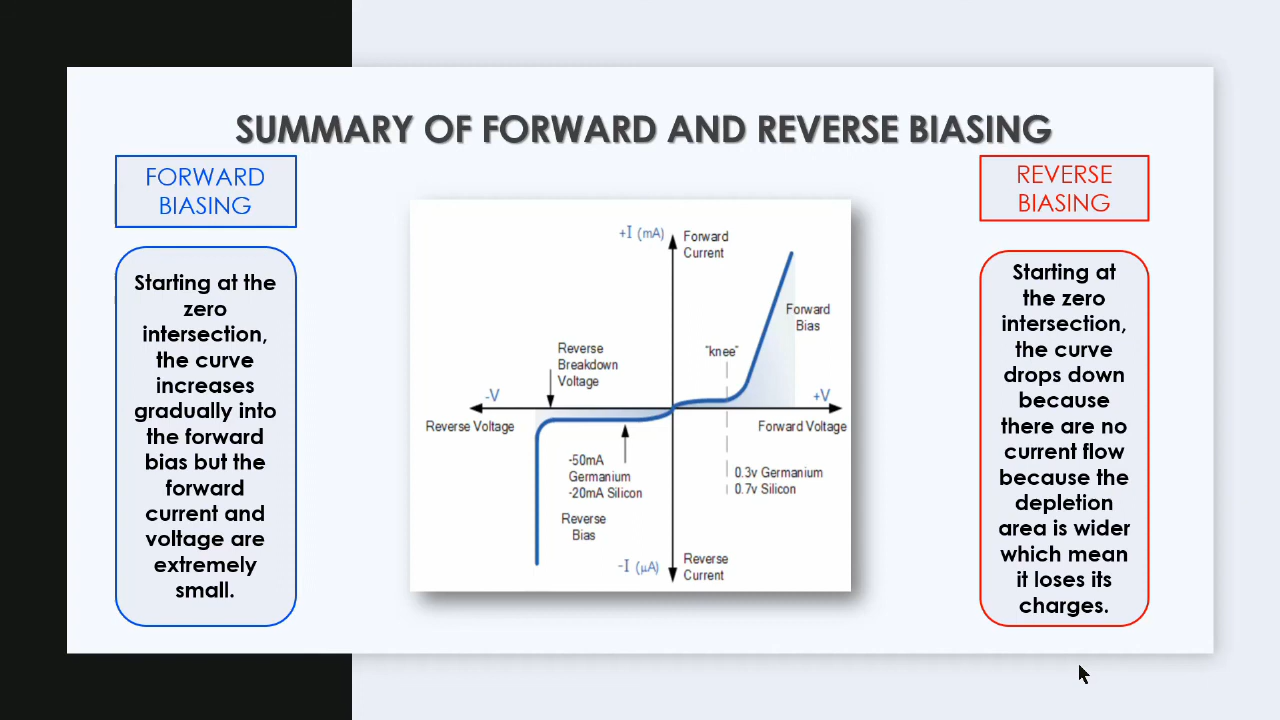 SUMMARY OF FORWARD AND REVERSE BIASING
FORWARD
BIASING
Starting at the
zero
intersection,
the curve
increases
gradually into
the forward
bias but the
forward
current and
voltage are
extremely
small.
+I (mA)
Forward
Current
Forward
Bias
"knee"
Reverse
Breakdown
Voltage
-V
+V
Reverse Voltage
Forward Voltage
-50mA
Germanium
-20mA Silicon
0.3v Germanium
0.7v Silicon
Reverse
Bias
-I (µA)
Reverse
Current
REVERSE
BIASING
Starting at
the zero
intersection,
the curve
drops down
because
there are no
current flow
because the
depletion
area is wider
which mean
it loses its
charges.